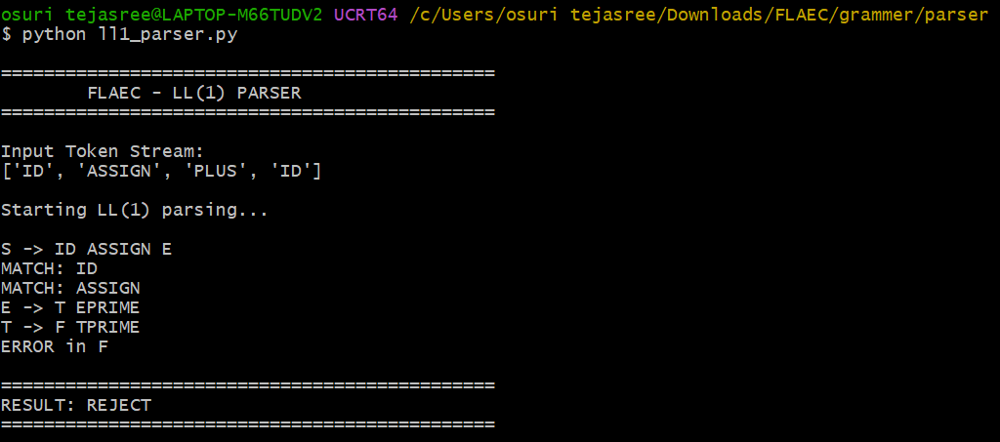 osuri tejasree@LAPTOP-M66TUDV2 UCRT64 /c/Users/osuri tejasree/Downloads/FLAEC/grammer/parser
$ python ll1_parser.py
==============================================
FLAEC - LL(1) PARSER
==============================================
Input Token Stream:
['ID', 'ASSIGN', 'PLUS', 'ID']
Starting LL(1) parsing...
S -> ID ASSIGN E
MATCH: ID
MATCH: ASSIGN
E -> T EPRIME
T -> F TPRIME
ERROR in F
==============================================
RESULT: REJECT
==============================================